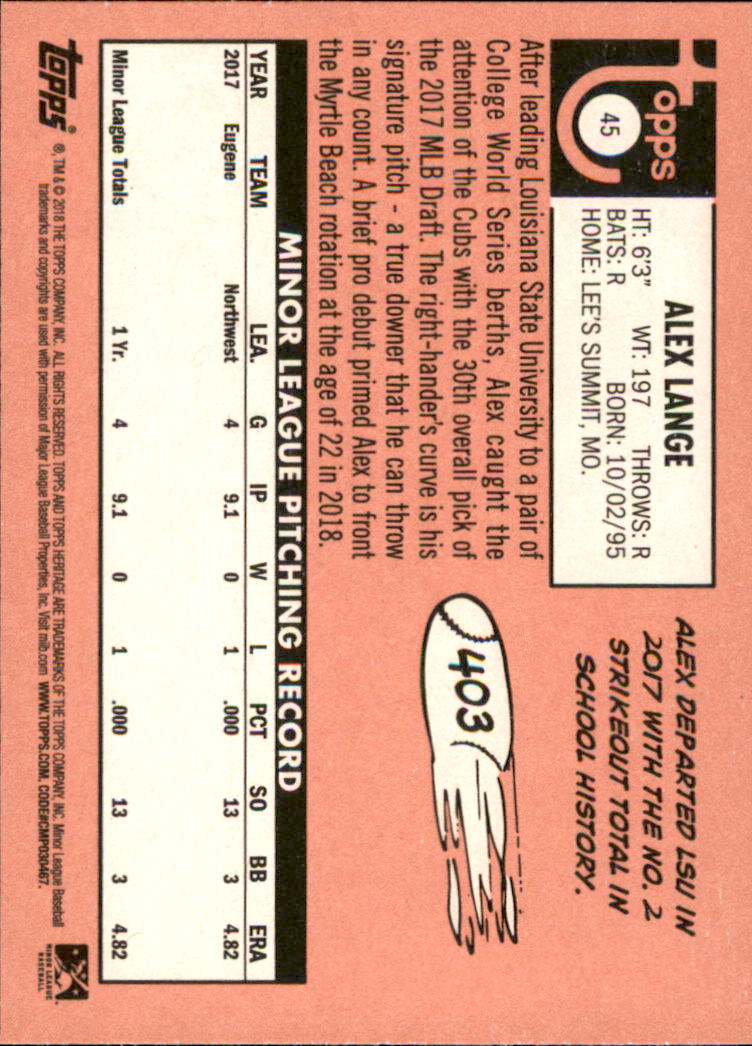 Topps
45
ALEX LANGE
HT: 6'3" WT: 197 THROWS: R
BATS: R BORN: 10/02/95
HOME: LEE'S SUMMIT, MO.
ALEX DEPARTED LSU IN
2017 WITH THE NO. 2
STRIKEOUT TOTAL IN
SCHOOL HISTORY.
403
After leading Louisiana State University to a pair of
College World Series berths, Alex caught the
attention of the Cubs with the 30th overall pick of
the 2017 MLB Draft. The right-hander's curve is his
signature pitch - a true downer that he can throw
in any count. A brief pro debut primed Alex to front
the Myrtle Beach rotation at the age of 22 in 2018.
MINOR LEAGUE PITCHING RECORD
YEAR TEAM LEA. G IP W L PCT SO BB ERA
2017 Eugene Northwest 4 9.1 0 1 .000 13 3 4.82
Minor League Totals 1 Yr. 4 9.1 0 1 .000 13 3 4.82
topps® ®, TM & © 2018 THE TOPPS COMPANY, INC. ALL RIGHTS RESERVED. TOPPS AND TOPPS HERITAGE ARE TRADEMARKS OF THE TOPPS COMPANY, INC. Minor League Baseball
trademarks and copyrights are used with permission of Major League Baseball Properties, Inc. Visit milb.com WWW.TOPPS.COM. CODE#CMP030467.
MINOR LEAGUE
BASEBALL